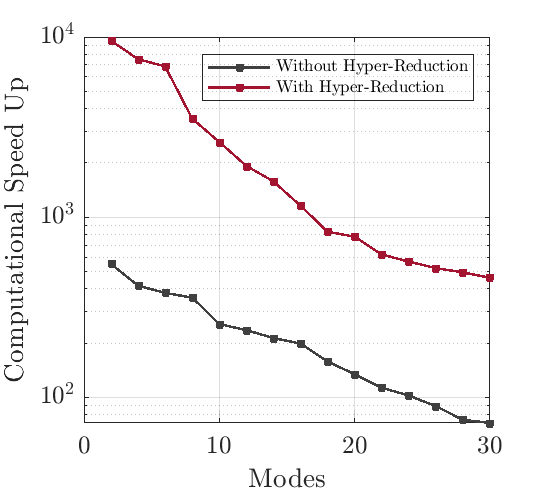 Computational Speed Up
10^4
10^3
10^2
Without Hyper-Reduction
With Hyper-Reduction
0 10 20 30
Modes